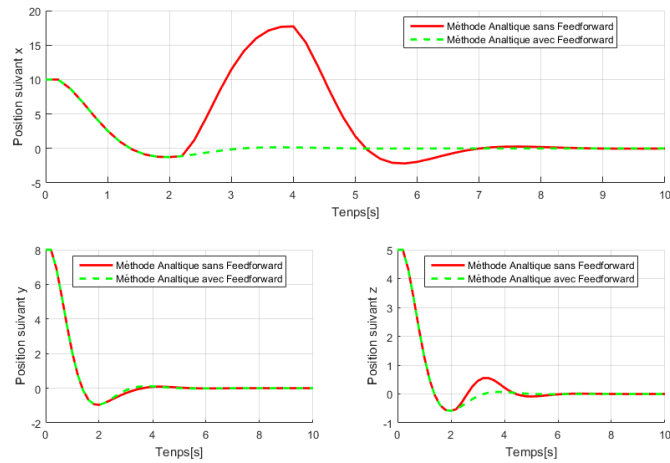 20
15
10
5
0
-5
0 1 2 3 4 5 6 7 8 9 10
Position suivant x
Tenps[s]
Méthode Analtique sans Feedforward
Méthode Analtique avec Feedforward
8
6
4
2
0
-2
0 2 4 6 8 10
Position suivant y
Tenps[s]
Méthode Analtique sans Feedforward
Méthode Analtique avec Feedforward
5
4
3
2
1
0
-1
0 2 4 6 8 10
Position suivant z
Tenps[s]
Méthode Analtique sans Feedforward
Méthode Analtique avec Feedforward